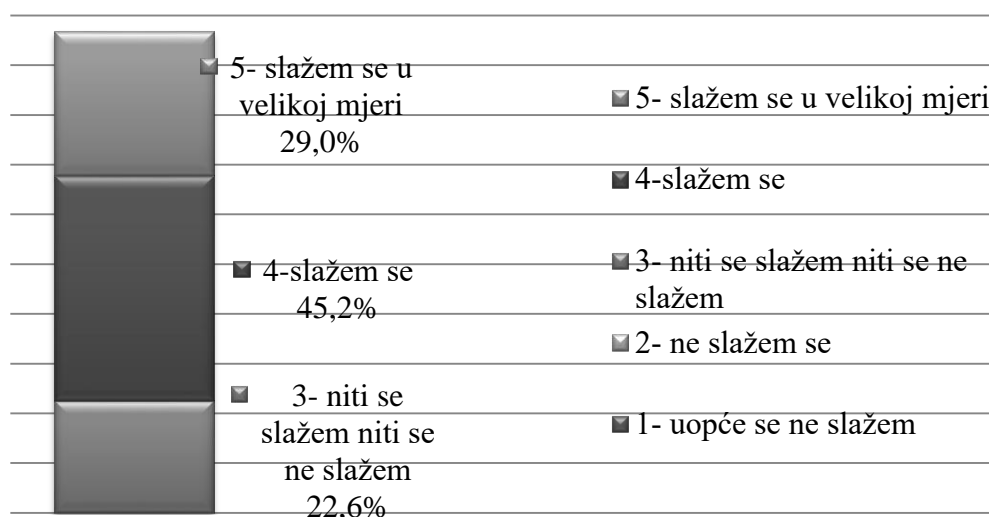 5- slažem se u
velikoj mjeri
29,0%
4-slažem se
45,2%
3- niti se
slažem niti se
ne slažem
22,6%
5- slažem se u velikoj mjeri
4-slažem se
3- niti se slažem niti se ne
slažem
2- ne slažem se
1- uopće se ne slažem